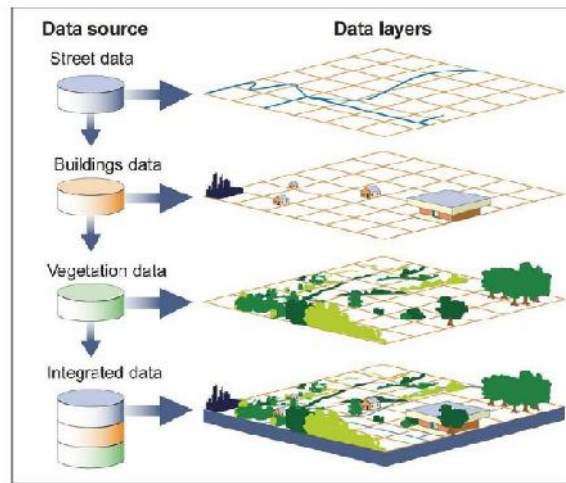 Data source
Data layers
Street data
Buildings data
Vegetation data
Integrated data